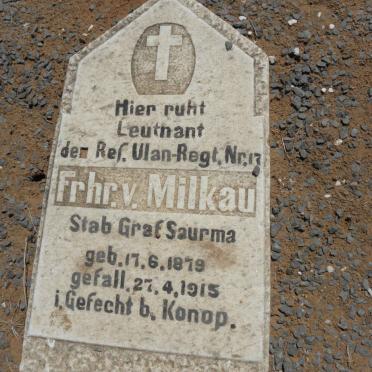 Hier ruht
Leutnant
der Res. Ulan-Regt. Nr. 13
Frhr. v. Milkau
Stab Graf Saurma
geb. 17. 6. 1879
gefall. 27. 4. 1915
i. Gefecht b. Konop.